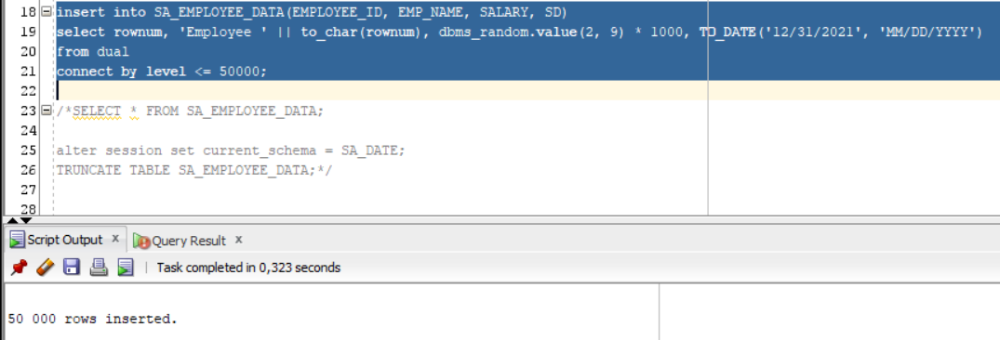 18 insert into SA_EMPLOYEE_DATA(EMPLOYEE_ID, EMP_NAME, SALARY, SD)
19 select rownum, 'Employee ' || to_char(rownum), dbms_random.value(2, 9) * 1000, TO_DATE('12/31/2021', 'MM/DD/YYYY')
20 from dual
21 connect by level <= 50000;
22
23 /*SELECT * FROM SA_EMPLOYEE_DATA;
24
25 alter session set current_schema = SA_DATE;
26 TRUNCATE TABLE SA_EMPLOYEE_DATA;*/
27
28
Script Output x Query Result x
Task completed in 0,323 seconds
50 000 rows inserted.